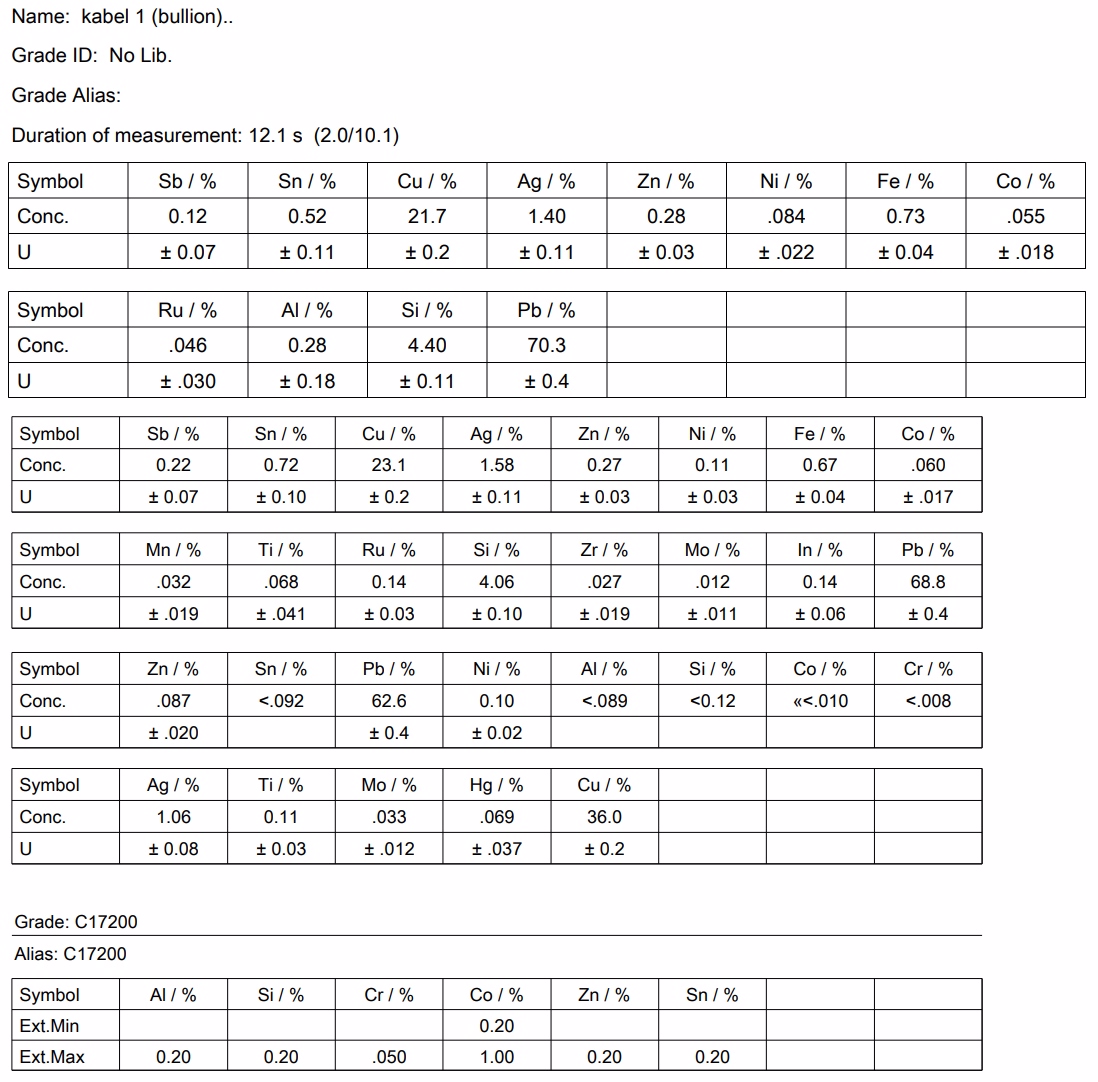 Name: kabel 1 (bullion)..
Grade ID: No Lib.
Grade Alias:
Duration of measurement: 12.1 s (2.0/10.1)
Symbol Sb / % Sn / % Cu / % Ag / % Zn / % Ni / % Fe / % Co / %
Conc. 0.12 0.52 21.7 1.40 0.28 .084 0.73 .055
U ± 0.07 ± 0.11 ± 0.2 ± 0.11 ± 0.03 ± .022 ± 0.04 ± .018
Symbol Ru / % Al / % Si / % Pb / %
Conc. .046 0.28 4.40 70.3
U ± .030 ± 0.18 ± 0.11 ± 0.4
Symbol Sb / % Sn / % Cu / % Ag / % Zn / % Ni / % Fe / % Co / %
Conc. 0.22 0.72 23.1 1.58 0.27 0.11 0.67 .060
U ± 0.07 ± 0.10 ± 0.2 ± 0.11 ± 0.03 ± 0.03 ± 0.04 ± .017
Symbol Mn / % Ti / % Ru / % Si / % Zr / % Mo / % In / % Pb / %
Conc. .032 .068 0.14 4.06 .027 .012 0.14 68.8
U ± .019 ± .041 ± 0.03 ± 0.10 ± .019 ± .011 ± 0.06 ± 0.4
Symbol Zn / % Sn / % Pb / % Ni / % Al / % Si / % Co / % Cr / %
Conc. .087 <.092 62.6 0.10 <.089 <0.12 «<.010 <.008
U ± .020 ± 0.4 ± 0.02
Symbol Ag / % Ti / % Mo / % Hg / % Cu / %
Conc. 1.06 0.11 .033 .069 36.0
U ± 0.08 ± 0.03 ± .012 ± .037 ± 0.2
Grade: C17200
Alias: C17200
Symbol Al / % Si / % Cr / % Co / % Zn / % Sn / %
Ext.Min 0.20
Ext.Max 0.20 0.20 .050 1.00 0.20 0.20